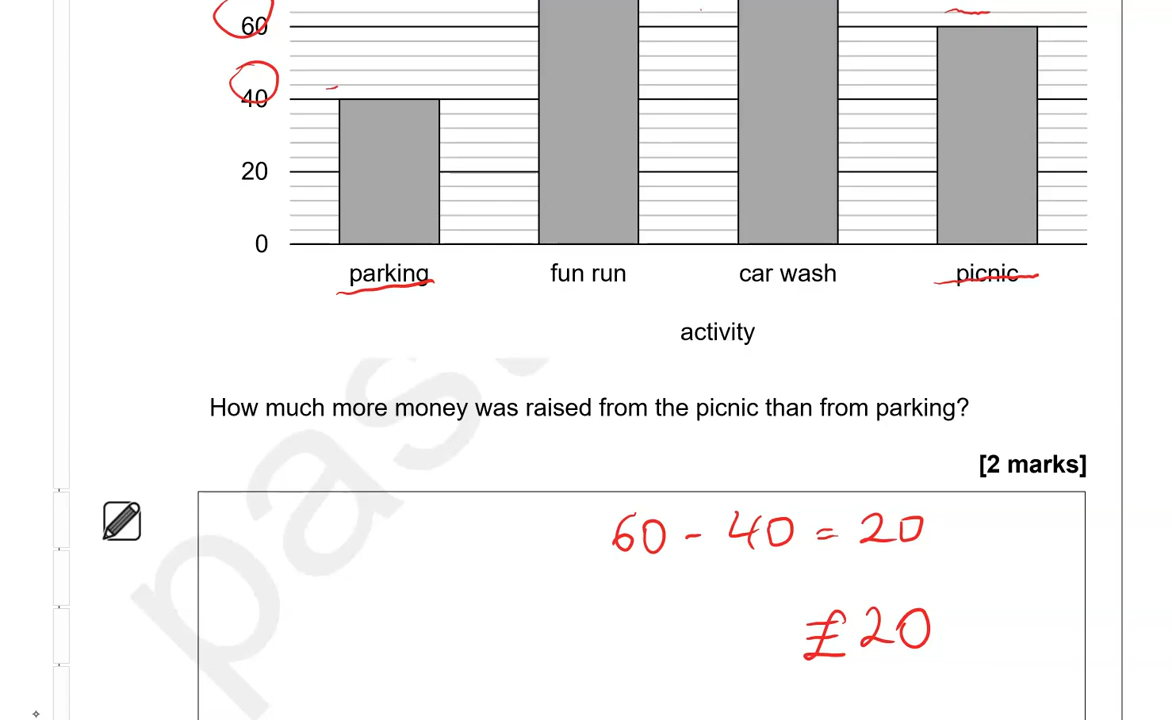 60
40
20
0
parking fun run car wash picnic
activity
How much more money was raised from the picnic than from parking?
[2 marks]
60 - 40 = 20
£20
past